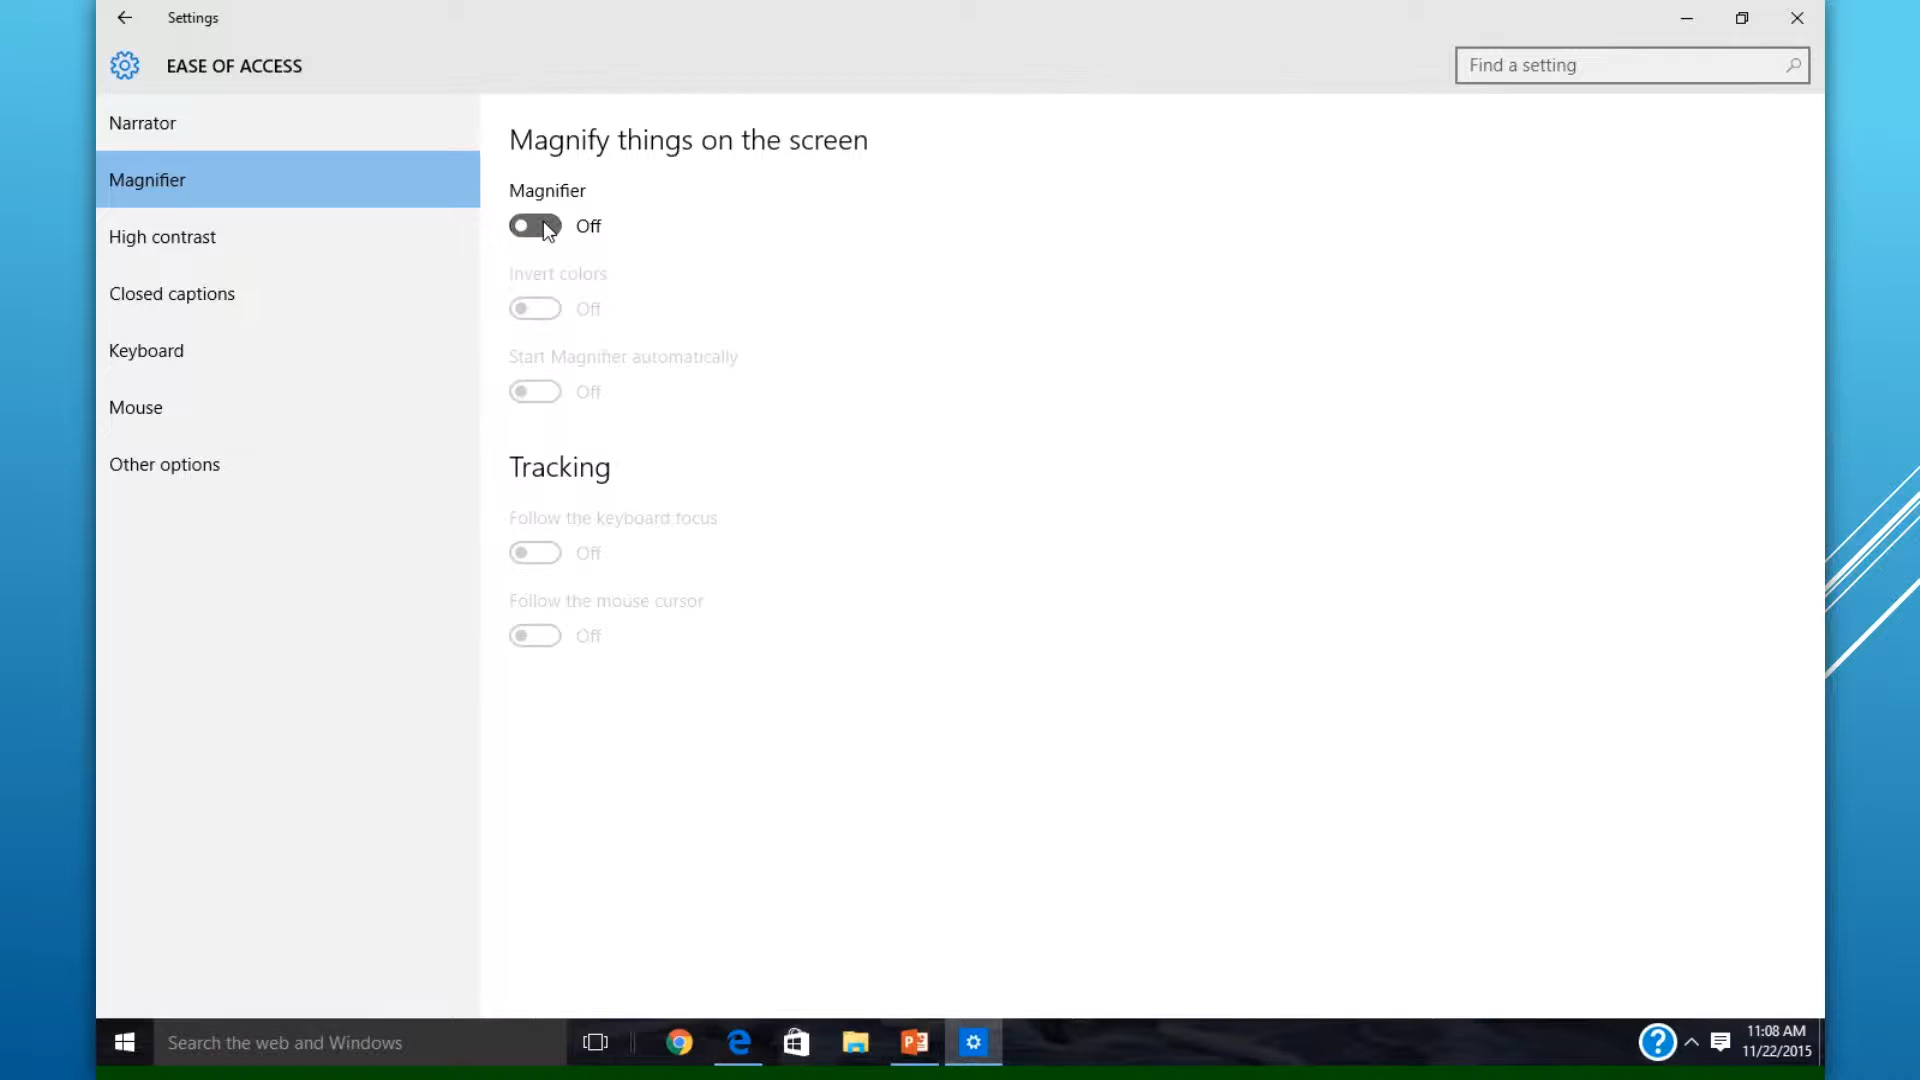 Settings
EASE OF ACCESS
Find a setting
Narrator
Magnifier
High contrast
Closed captions
Keyboard
Mouse
Other options
Magnify things on the screen
Magnifier
Off
Invert colors
Off
Start Magnifier automatically
Off
Tracking
Follow the keyboard focus
Off
Follow the mouse cursor
Off
Search the web and Windows
11:08 AM
11/22/2015